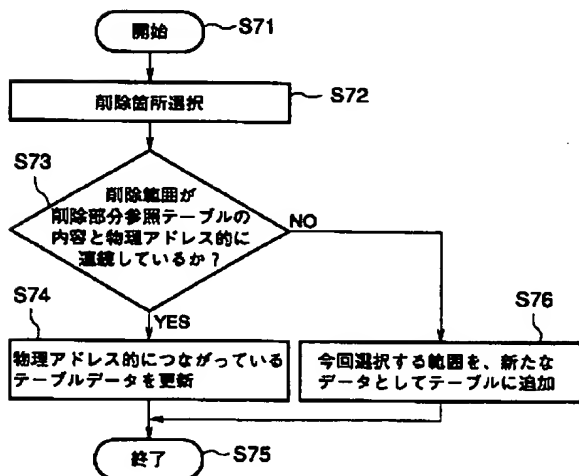 開始
S71
削除箇所選択
S72
S73
削除範囲が
削除部分参照テーブルの
内容と物理アドレス的に
連続しているか？
NO
YES
S74
物理アドレス的につながっている
テーブルデータを更新
S76
今回選択する範囲を、新たな
データとしてテーブルに追加
終了
S75